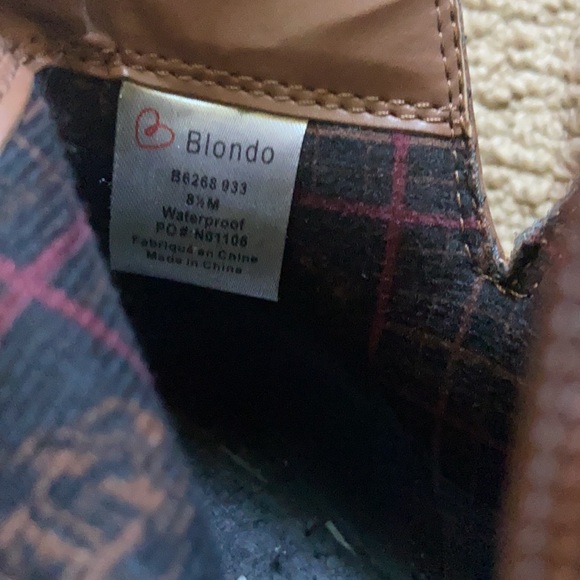 Blondo
B6268 933
8½M
Waterproof
PO# N01106
Fabriqué en Chine
Made in China